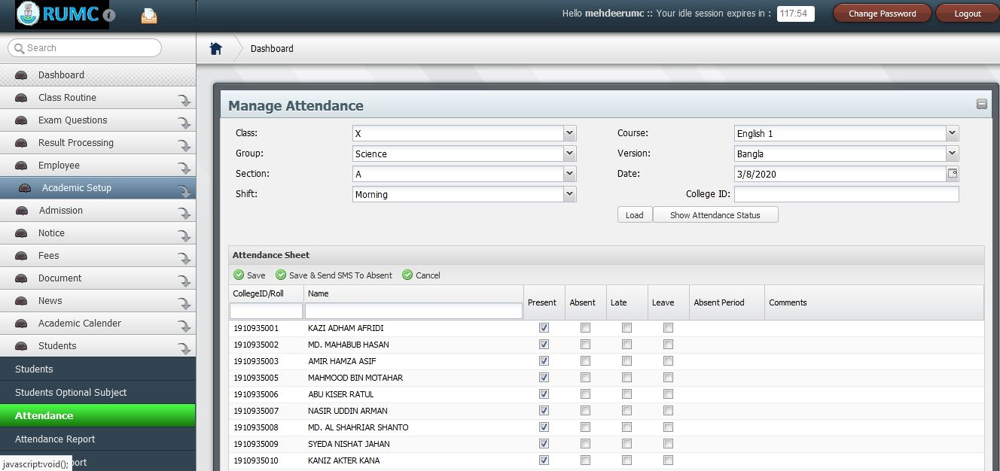 RUMC
Hello mehdeerumc :: Your idle session expires in : 117:54 Change Password Logout
Search
Dashboard
Dashboard
Class Routine
Exam Questions
Result Processing
Employee
Academic Setup
Admission
Notice
Fees
Document
News
Academic Calender
Students
Students
Students Optional Subject
Attendance
Attendance Report
port
javascript:void();
Manage Attendance
Class: X Course: English 1
Group: Science Version: Bangla
Section: A Date: 3/8/2020
Shift: Morning College ID:
Load Show Attendance Status
Attendance Sheet
Save Save & Send SMS To Absent Cancel
CollegeID/Roll Name Present Absent Late Leave Absent Period Comments
1910935001 KAZI ADHAM AFRIDI
1910935002 MD. MAHABUB HASAN
1910935003 AMIR HAMZA ASIF
1910935005 MAHMOOD BIN MOTAHAR
1910935006 ABU KISER RATUL
1910935007 NASIR UDDIN ARMAN
1910935008 MD. AL SHAHRIAR SHANTO
1910935009 SYEDA NISHAT JAHAN
1910935010 KANIZ AKTER KANA